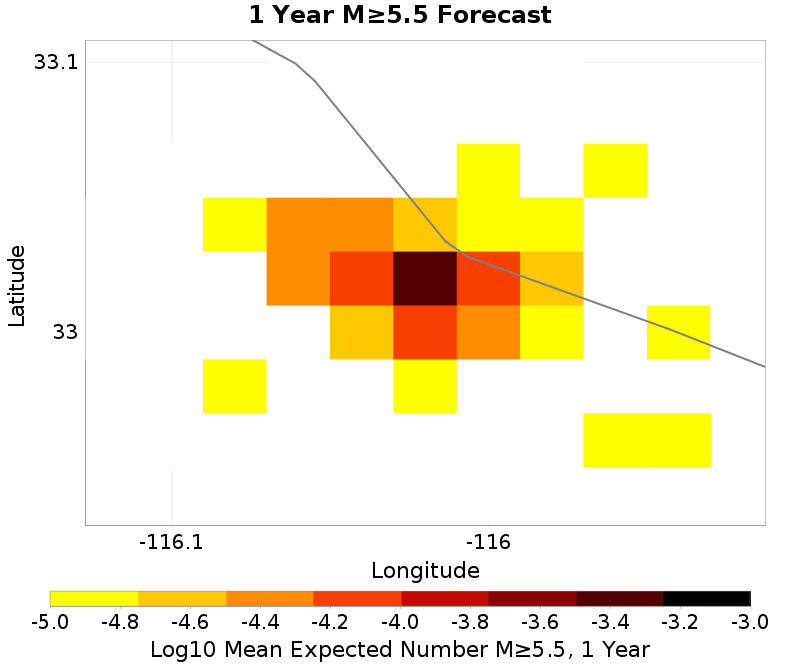 1 Year M≥5.5 Forecast
33.1
Latitude
33
-116.1 -116
Longitude
-5.0 -4.8 -4.6 -4.4 -4.2 -4.0 -3.8 -3.6 -3.4 -3.2 -3.0
Log10 Mean Expected Number M≥5.5, 1 Year